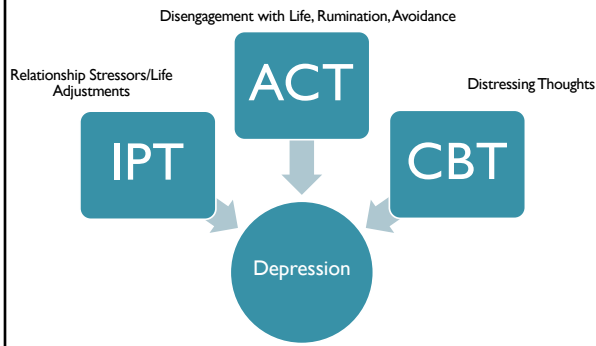 Disengagement with Life, Rumination, Avoidance
ACT
Relationship Stressors/Life
Adjustments
IPT
Distressing Thoughts
CBT
Depression